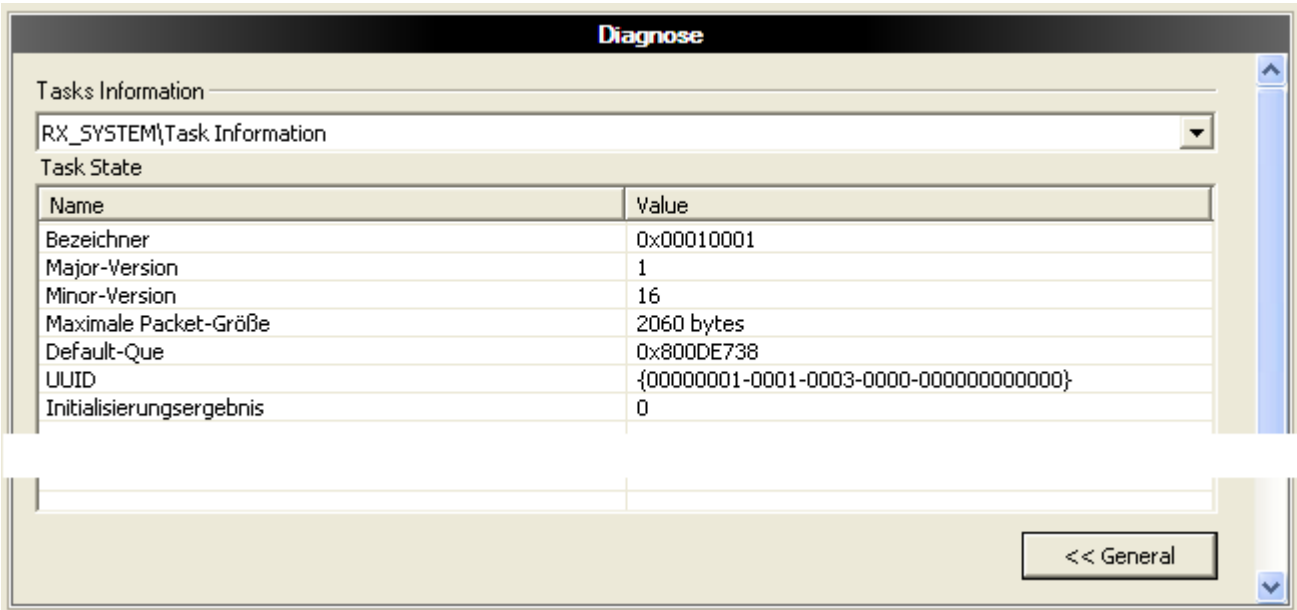 Diagnose
Tasks Information
RX_SYSTEM\Task Information
Task State
Name Value
Bezeichner 0x00010001
Major-Version 1
Minor-Version 16
Maximale Packet-Größe 2060 bytes
Default-Que 0x800DE738
UUID {00000001-0001-0003-0000-000000000000}
Initialisierungsergebnis 0
<< General